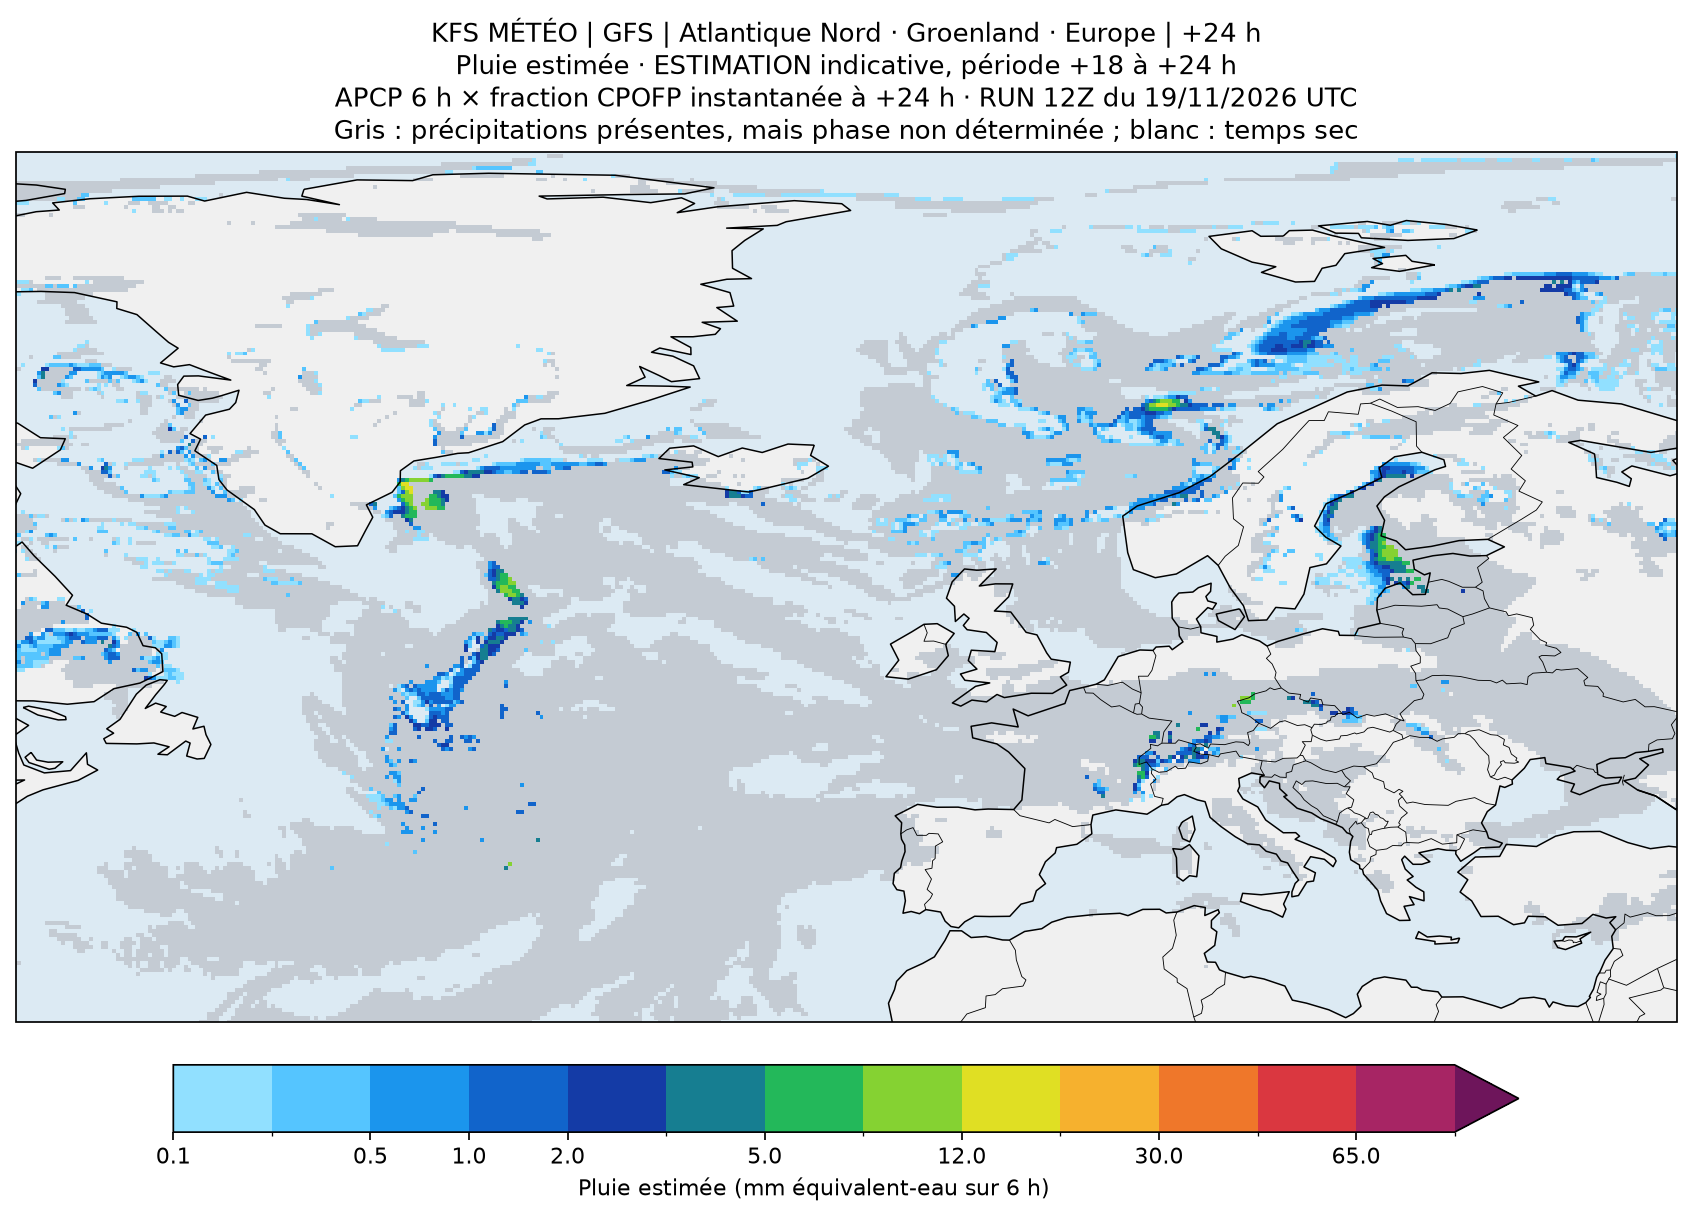 KFS MÉTÉO | GFS | Atlantique Nord · Groenland · Europe | +24 h
Pluie estimée · ESTIMATION indicative, période +18 à +24 h
APCP 6 h × fraction CPOFP instantanée à +24 h · RUN 12Z du 19/11/2026 UTC
Gris : précipitations présentes, mais phase non déterminée ; blanc : temps sec
0.1 0.5 1.0 2.0 5.0 12.0 30.0 65.0
Pluie estimée (mm équivalent-eau sur 6 h)